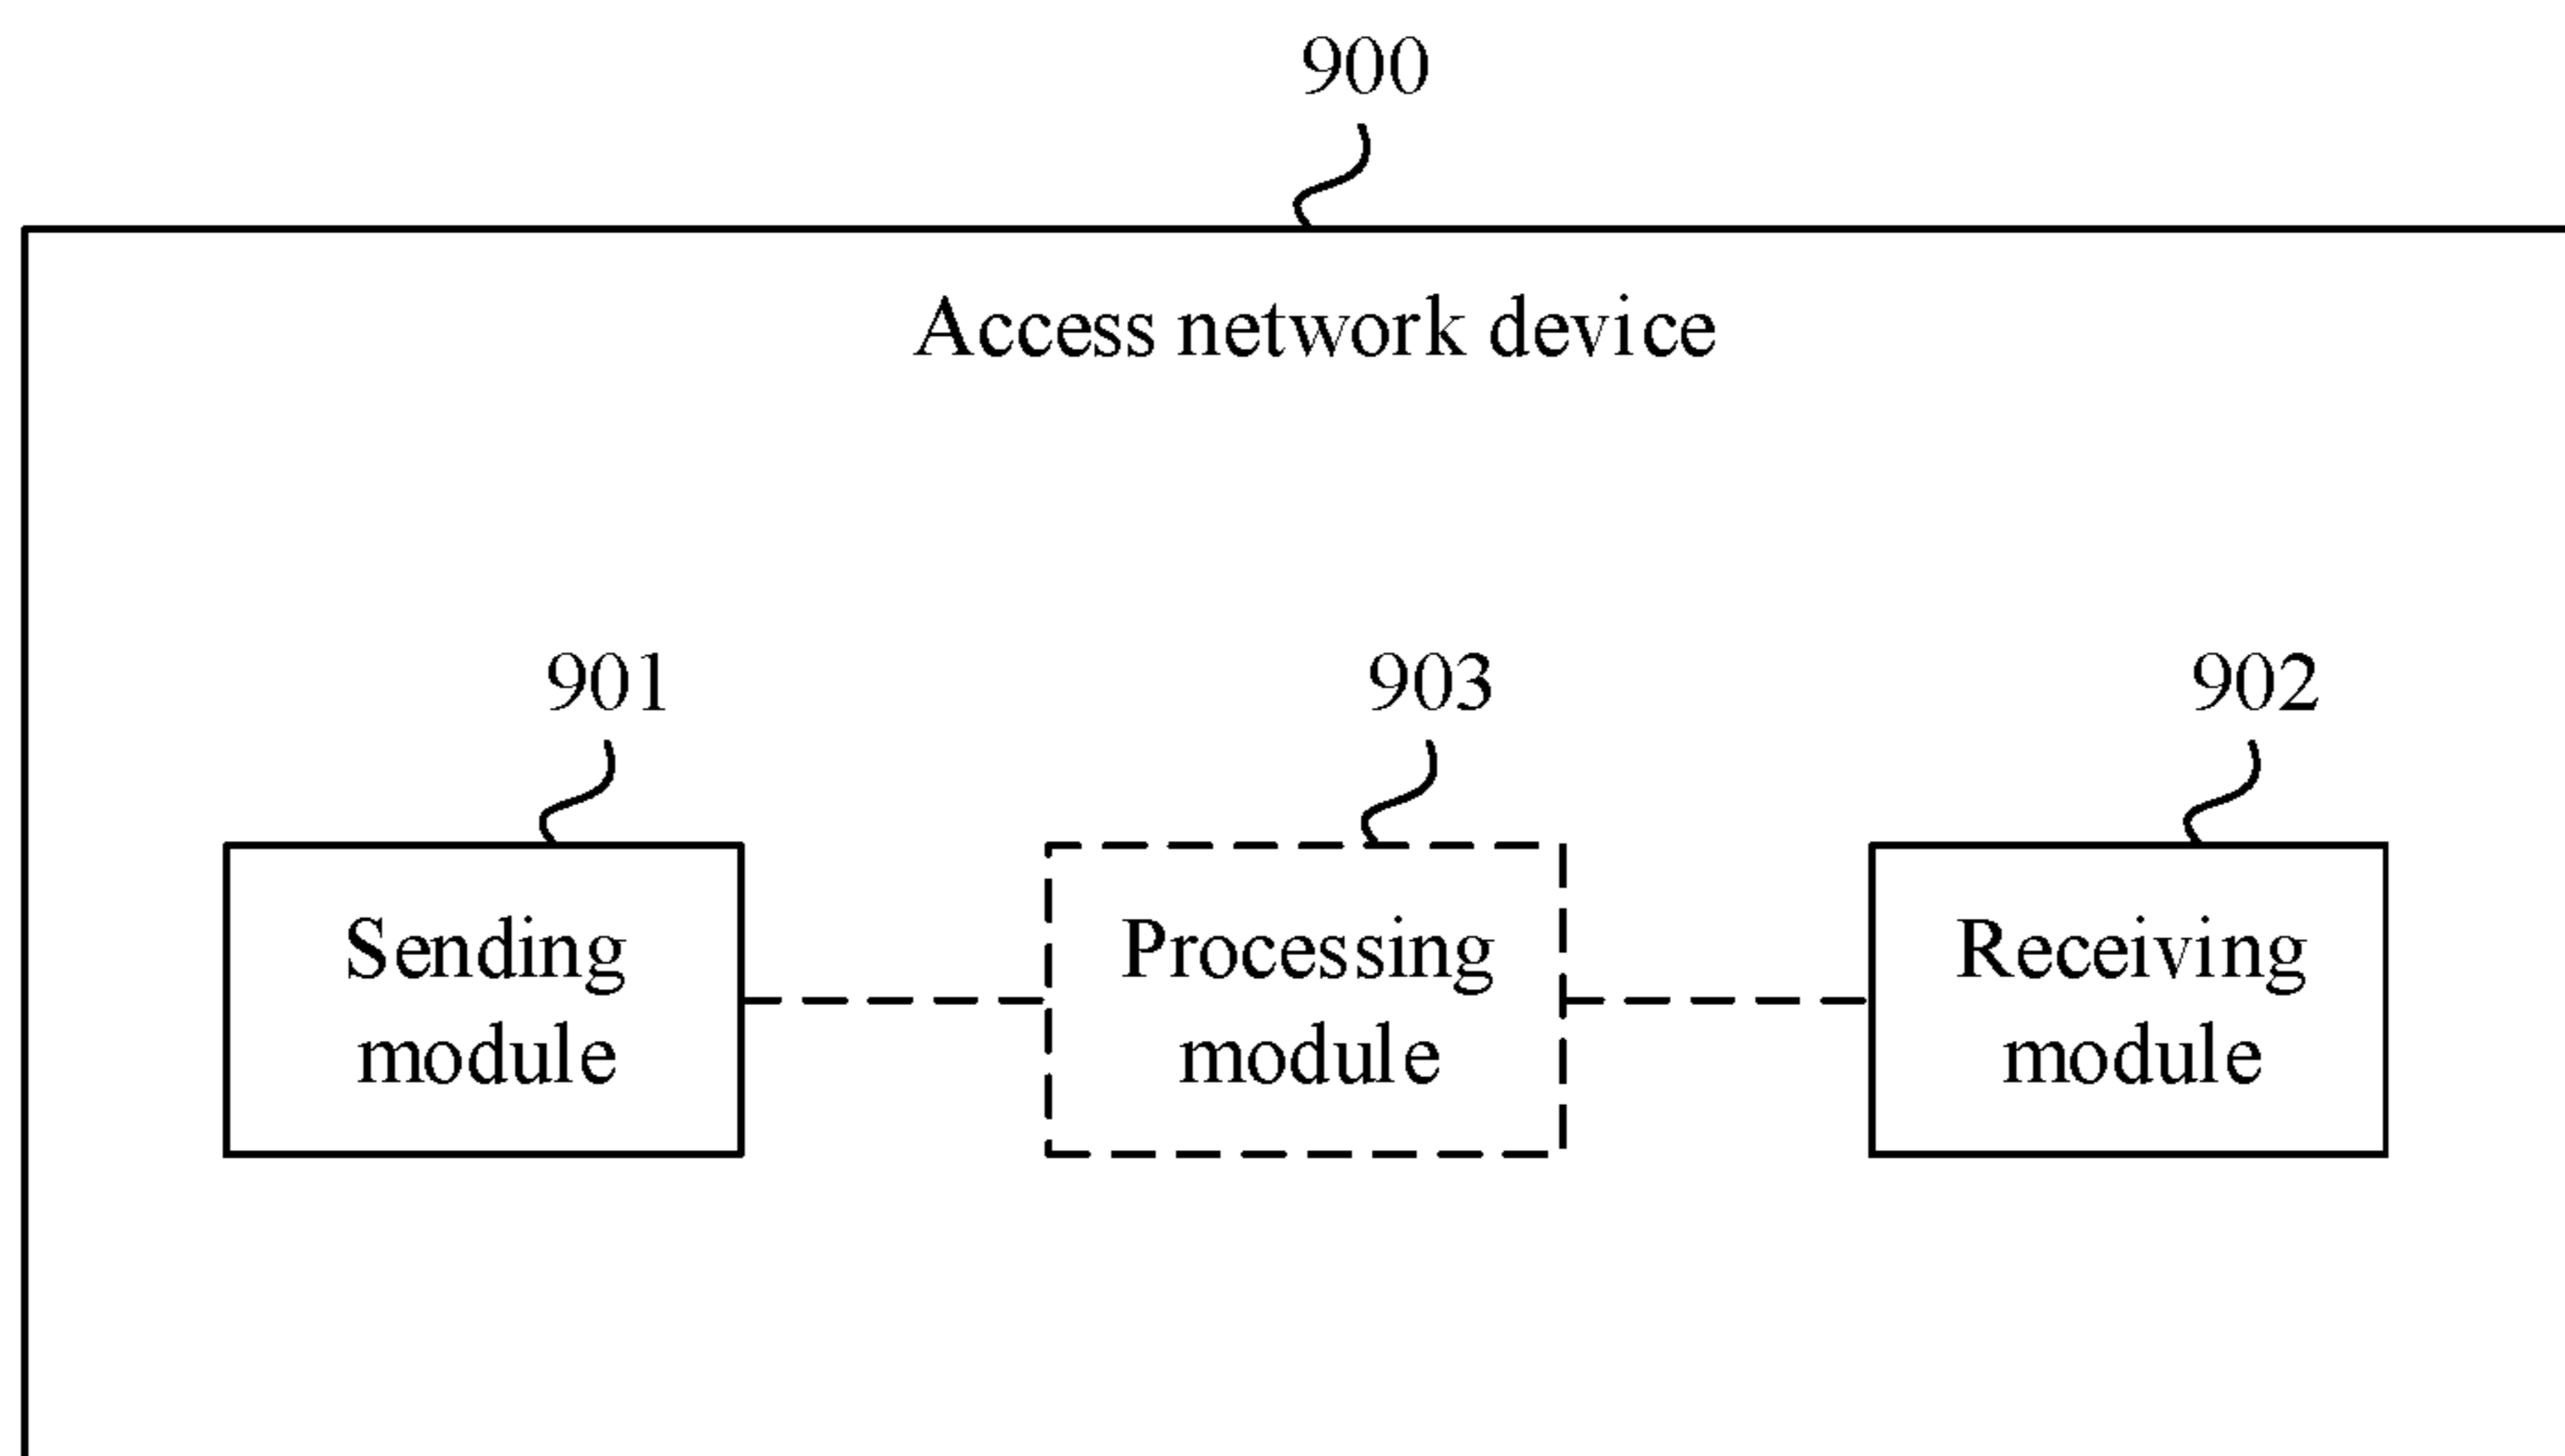 900
Access network device
901
903
902
Sending
module
Processing
module
Receiving
module